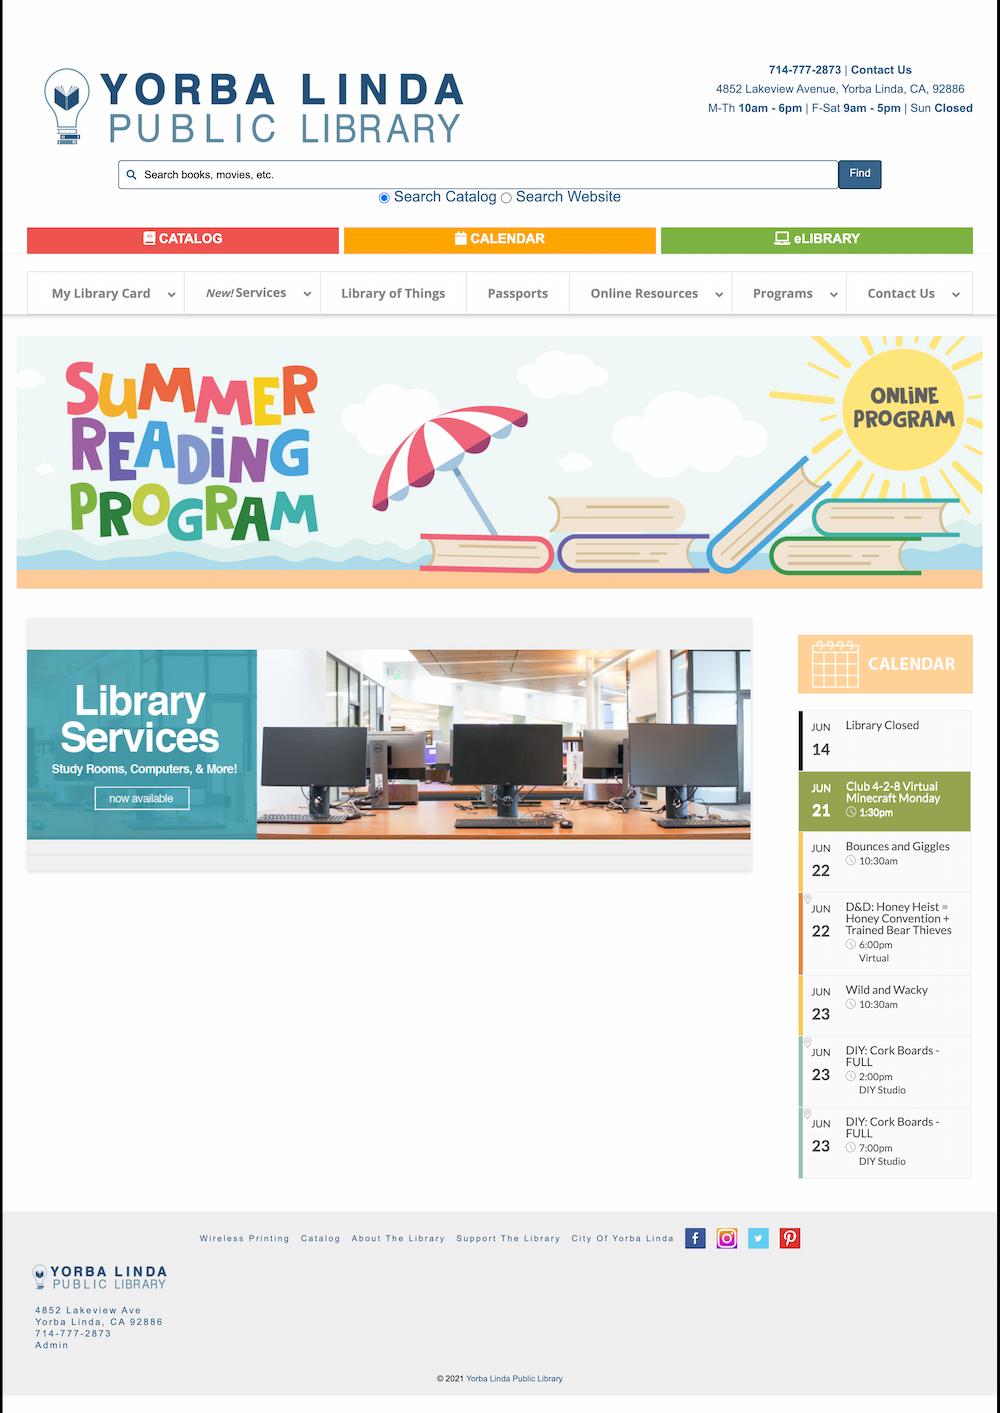 YORBA LINDA
PUBLIC LIBRARY
714-777-2873 | Contact Us
4852 Lakeview Avenue, Yorba Linda, CA, 92886
M-Th 10am - 6pm | F-Sat 9am - 5pm | Sun Closed
Search books, movies, etc.
Find
Search Catalog Search Website
CATALOG
CALENDAR
eLIBRARY
My Library Card
New! Services
Library of Things
Passports
Online Resources
Programs
Contact Us
SUMMER
READING
PROGRAM
ONLINE
PROGRAM
Library
Services
Study Rooms, Computers, & More!
now available
CALENDAR
JUN
14
Library Closed
JUN
21
Club 4-2-8 Virtual
Minecraft Monday
1:30pm
JUN
22
Bounces and Giggles
10:30am
JUN
22
D&D: Honey Heist =
Honey Convention +
Trained Bear Thieves
6:00pm
Virtual
JUN
23
Wild and Wacky
10:30am
JUN
23
DIY: Cork Boards -
FULL
2:00pm
DIY Studio
JUN
23
DIY: Cork Boards -
FULL
7:00pm
DIY Studio
Wireless Printing Catalog About The Library Support The Library City Of Yorba Linda
YORBA LINDA
PUBLIC LIBRARY
4852 Lakeview Ave
Yorba Linda, CA 92886
714-777-2873
Admin
© 2021 Yorba Linda Public Library